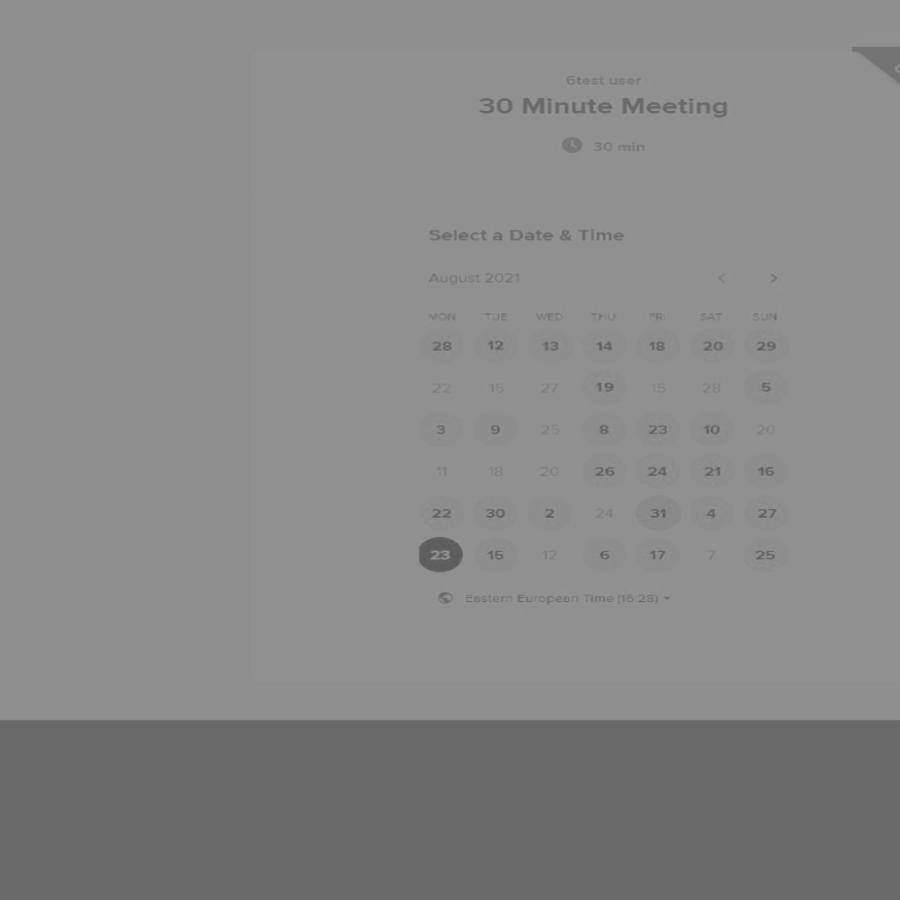 6test user
30 Minute Meeting
30 min
Select a Date & Time
August 2021
MON TUE WED THU FRI SAT SUN
28 12 13 14 18 20 29
22 16 27 19 15 28 5
3 9 25 8 23 10 20
11 18 20 26 24 21 16
22 30 2 24 31 4 27
23 15 12 6 17 7 25
Eastern European Time (16:28)